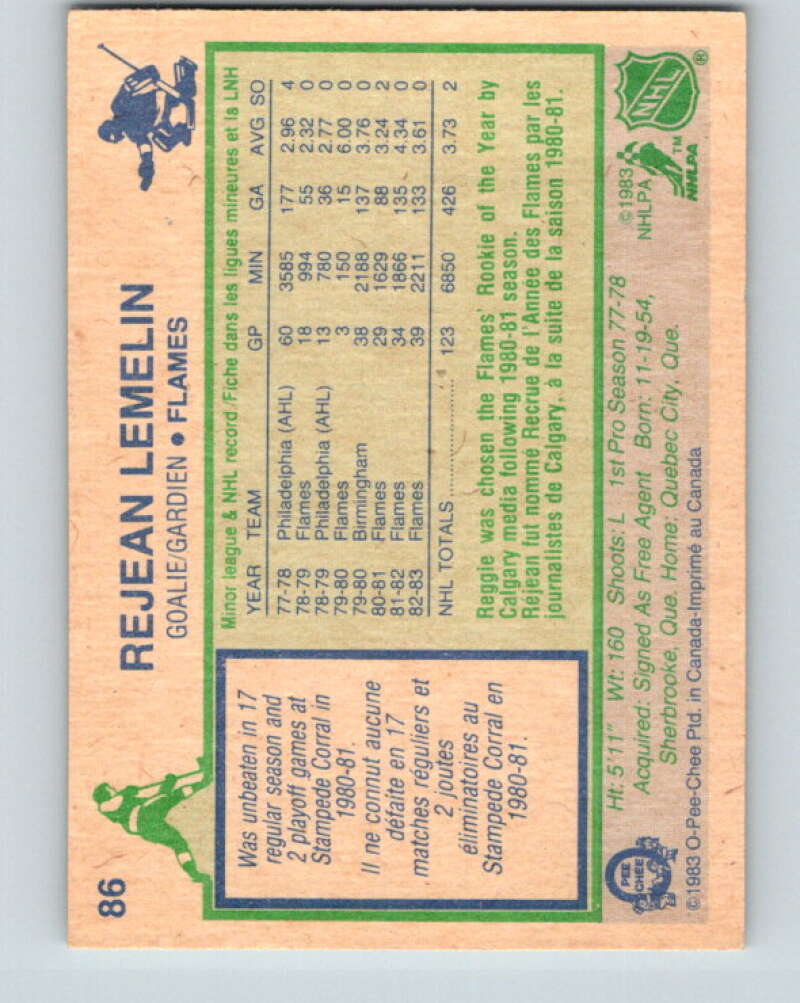 86
REJEAN LEMELIN
GOALIE/GARDIEN ● FLAMES
Was unbeaten in 17
regular season and
2 playoff games at
Stampede Corral in
1980-81.
Il ne connut aucune
défaite en 17
matches réguliers et
2 joutes
éliminatoires au
Stampede Corral en
1980-81.
Minor league & NHL record/Fiche dans les ligues mineures et la LNH
YEAR TEAM GP MIN GA AVG SO
77-78 Philadelphia (AHL) 60 3585 177 2.96 4
78-79 Flames 18 994 55 2.32 0
78-79 Philadelphia (AHL) 13 780 36 2.77 0
79-80 Flames 3 150 15 6.00 0
79-80 Birmingham 38 2188 137 3.76 0
80-81 Flames 29 1629 88 3.24 2
81-82 Flames 34 1866 135 4.34 0
82-83 Flames 39 2211 133 3.61 0
NHL TOTALS 123 6850 426 3.73 2
Reggie was chosen the Flames' Rookie of the Year by
Calgary media following 1980-81 season.
Réjean fut nommé Recrue de l'Année des Flames par les
journalistes de Calgary, à la suite de la saison 1980-81.
Ht: 5'11" Wt: 160 Shoots: L 1st Pro Season 77-78
Acquired: Signed As Free Agent Born: 11-19-54,
Sherbrooke, Que. Home: Quebec City, Que.
©1983 O-Pee-Chee Ptd. in Canada-Imprimé au Canada
O PEE CHEE
©1983
NHLPA
NHLPA
TM
NHL
®